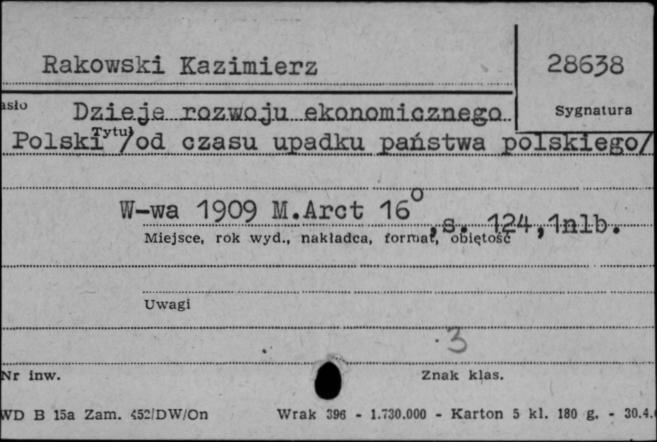 Rakowski Kazimierz
28638
asło Dzieje rozwoju ekonomicznego
Sygnatura
Polski Tytuł /od czasu upadku państwa polskiego/
W-wa 1909 M.Arct 16°, s. 124, 1nlb.
Miejsce, rok wyd., nakładca, format, objętość
Uwagi
3
Nr inw.
Znak klas.
WD B 15a Zam. 452/DW/On Wrak 396 - 1.730.000 - Karton 5 kl. 180 g. - 30.4.